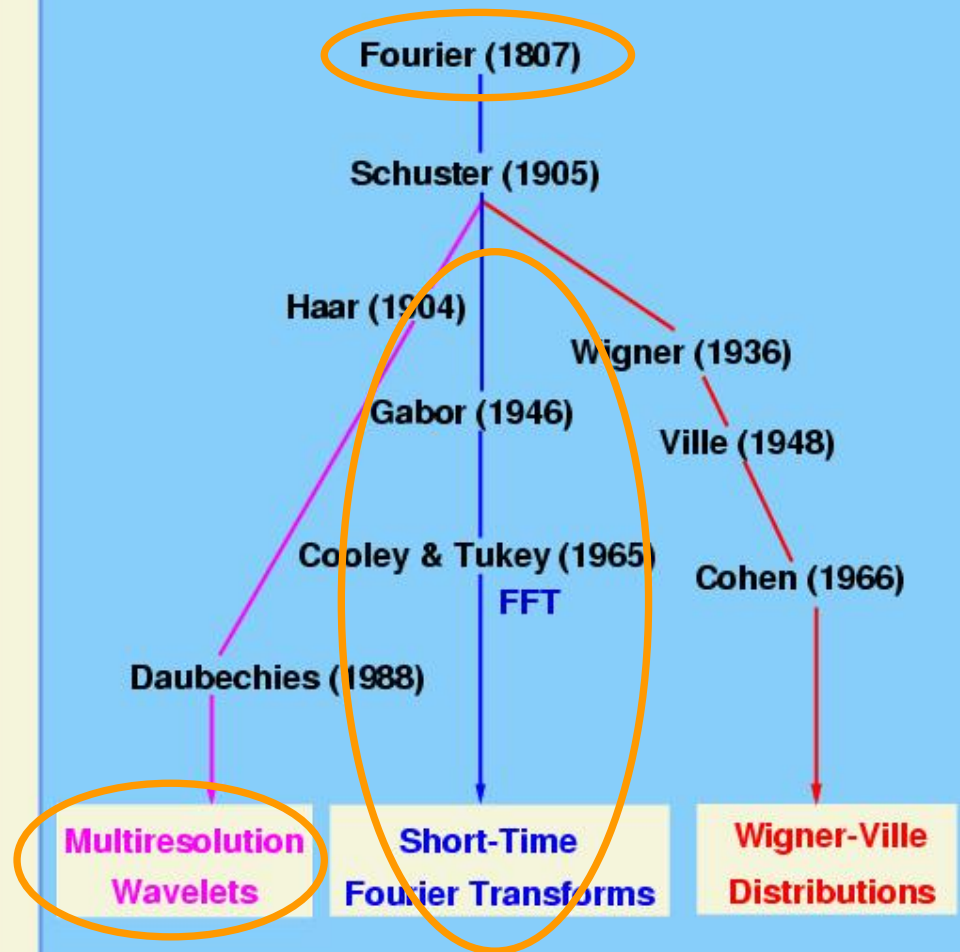 Fourier (1807)
Schuster (1905)
Haar (1904)
Wigner (1936)
Gabor (1946)
Ville (1948)
Cooley & Tukey (1965)
FFT
Cohen (1966)
Daubechies (1988)
Multiresolution
Wavelets
Short-Time
Fourier Transforms
Wigner-Ville
Distributions